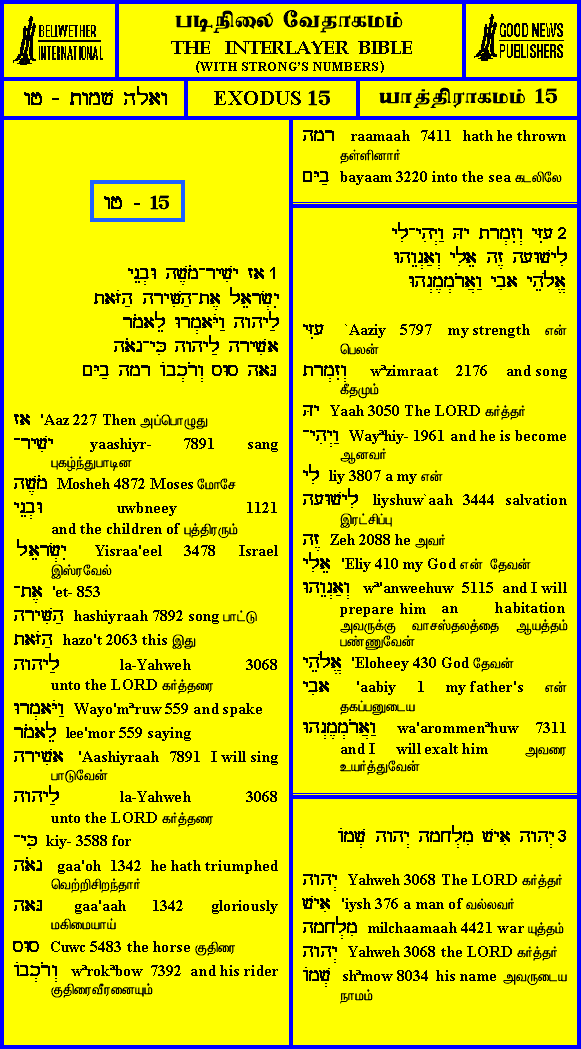 BELLWETHER
INTERNATIONAL
படிநிலை வேதாகமம்
THE INTERLAYER BIBLE
(WITH STRONG'S NUMBERS)
GOOD NEWS
PUBLISHERS
ואלה שמות - טו
EXODUS 15
யாத்திராகமம் 15
טו - 15
1 אז ישיר־משה ובני
ישראל את־השירה הזאת
ליהוה ויאמרו לאמר
אשירה ליהוה כי־גאה
גאה סוס ורכבו רמה בים
אז 'Aaz 227 Then அப்பொழுது
ישיר־ yaashiyr- 7891 sang
புகழ்ந்துபாடின
משה Mosheh 4872 Moses மோசே
ובני uwbneey 1121
and the children of புத்திரரும்
ישראל Yisraa'eel 3478 Israel
இஸ்ரவேல்
את־ 'et- 853
השירה hashiyraah 7892 song பாட்டு
הזאת hazo't 2063 this இது
ליהוה la-Yahweh 3068
unto the LORD கர்த்தரை
ויאמרו Wayo'mªruw 559 and spake
לאמר lee'mor 559 saying
אשירה 'Aashiyraah 7891 I will sing
பாடுவேன்
ליהוה la-Yahweh 3068
unto the LORD கர்த்தரை
כי־ kiy- 3588 for
גאה gaa'oh 1342 he hath triumphed
வெற்றிசிறந்தார்
גאה gaa'aah 1342 gloriously
மகிமையாய்
סוס Cuwc 5483 the horse குதிரை
ורכבו wªrokªbow 7392 and his rider
குதிரைவீரனையும்
רמה raamaah 7411 hath he thrown
தள்ளினார்
בים bayaam 3220 into the sea கடலிலே
2 עזי וזמרת יה ויהי־לי
לישועה זה אלי ואנוהו
אלהי אבי וארממנהו
עזי `Aaziy 5797 my strength என்
பெலன்
וזמרת wªzimraat 2176 and song
கீதமும்
יה Yaah 3050 The LORD கர்த்தர்
ויהי־ Wayªhiy- 1961 and he is become
ஆனவர்
לי liy 3807 a my என்
לישועה liyshuw`aah 3444 salvation
இரட்சிப்பு
זה Zeh 2088 he அவர்
אלי 'Eliy 410 my God என் தேவன்
ואנוהו wª'anweehuw 5115 and I will
prepare him an habitation
அவருக்கு வாசஸ்தலத்தை ஆயத்தம்
பண்ணுவேன்
אלהי 'Eloheey 430 God தேவன்
אבי 'aabiy 1 my father's என்
தகப்பனுடைய
וארממנהו wa'arommenªhuw 7311
and I will exalt him அவரை
உயர்த்துவேன்
3 יהוה איש מלחמה יהוה שמו
יהוה Yahweh 3068 The LORD கர்த்தர்
איש 'iysh 376 a man of வல்லவர்
מלחמה milchaamaah 4421 war யுத்தம்
יהוה Yahweh 3068 the LORD கர்த்தர்
שמו shªmow 8034 his name அவருடைய
நாமம்